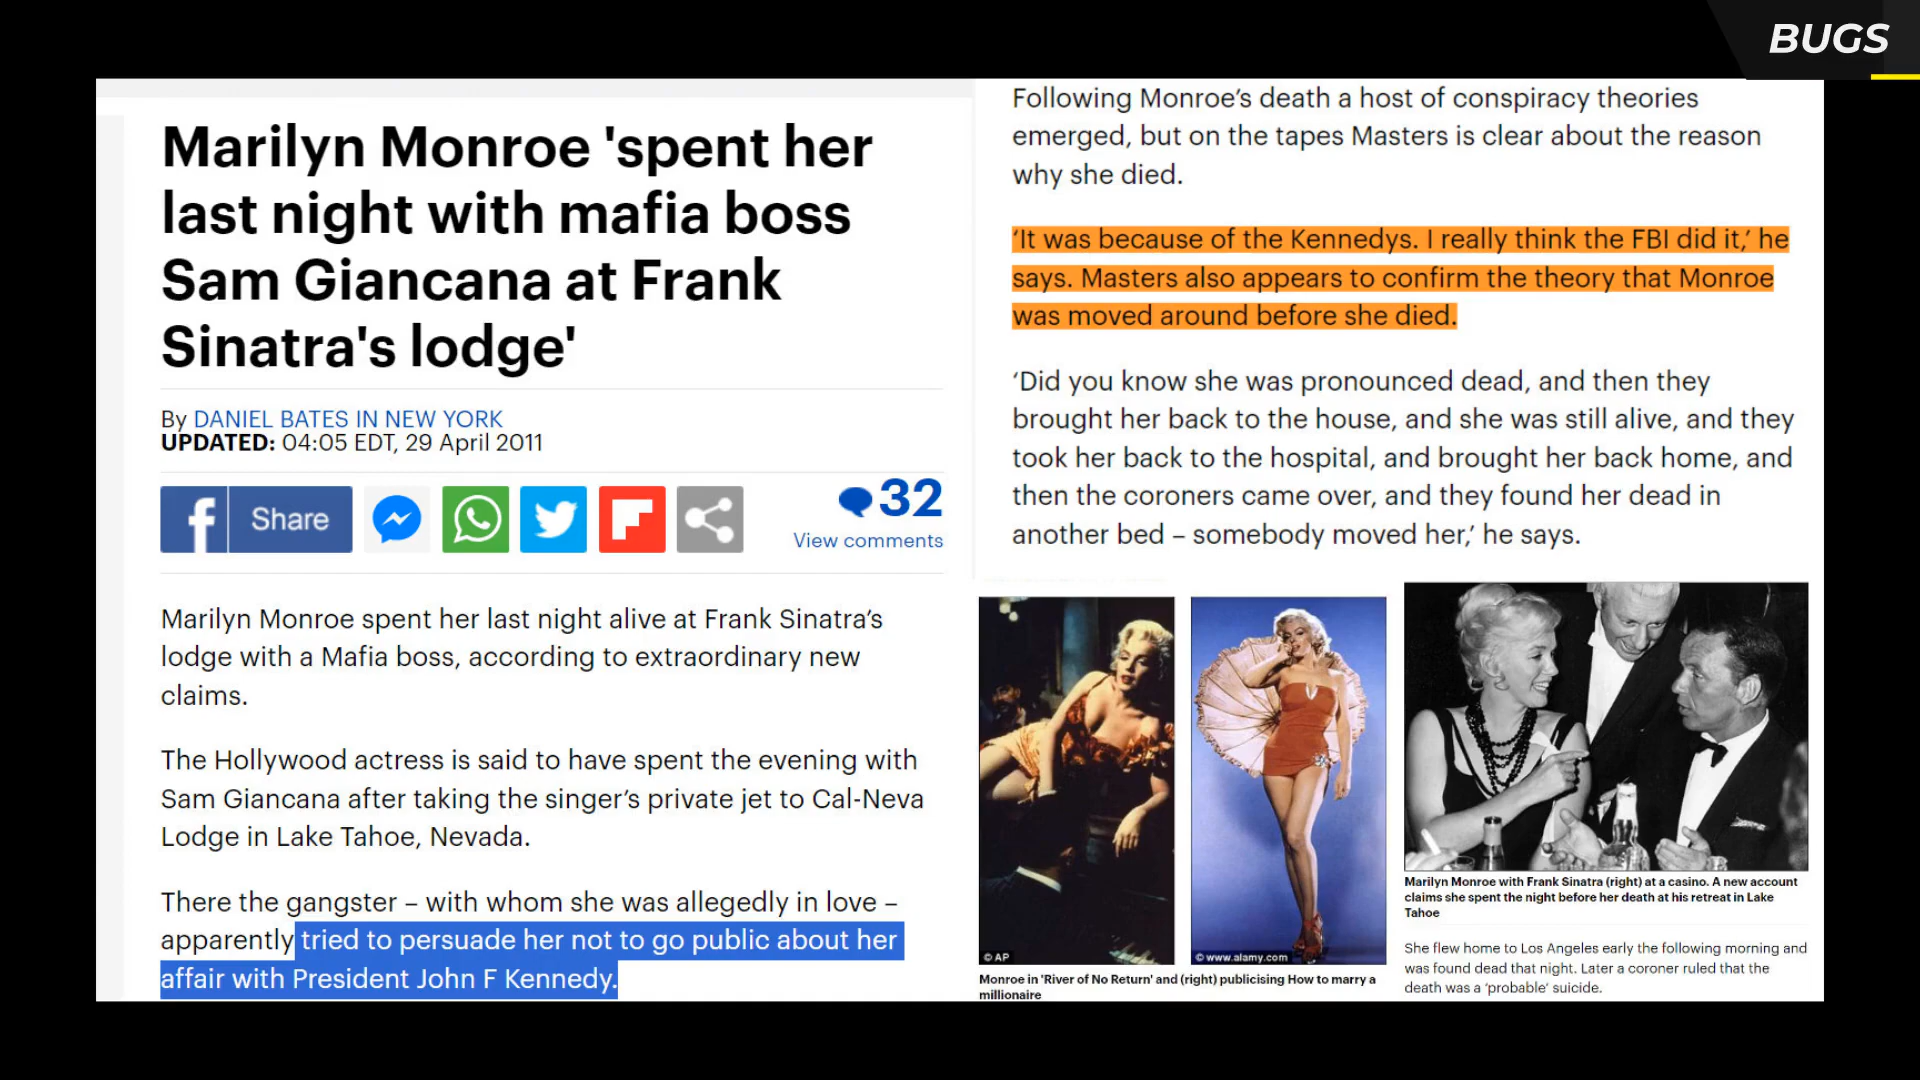 BUGS
Marilyn Monroe 'spent her
last night with mafia boss
Sam Giancana at Frank
Sinatra's lodge'
By DANIEL BATES IN NEW YORK
UPDATED: 04:05 EDT, 29 April 2011
f Share
32
View comments
Marilyn Monroe spent her last night alive at Frank Sinatra’s
lodge with a Mafia boss, according to extraordinary new
claims.
The Hollywood actress is said to have spent the evening with
Sam Giancana after taking the singer’s private jet to Cal-Neva
Lodge in Lake Tahoe, Nevada.
There the gangster – with whom she was allegedly in love –
apparently tried to persuade her not to go public about her
affair with President John F Kennedy.
Following Monroe’s death a host of conspiracy theories
emerged, but on the tapes Masters is clear about the reason
why she died.
‘It was because of the Kennedys. I really think the FBI did it,’ he
says. Masters also appears to confirm the theory that Monroe
was moved around before she died.
‘Did you know she was pronounced dead, and then they
brought her back to the house, and she was still alive, and they
took her back to the hospital, and brought her back home, and
then the coroners came over, and they found her dead in
another bed – somebody moved her,’ he says.
© AP
© www.alamy.com
Monroe in 'River of No Return' and (right) publicising How to marry a
millionaire
Marilyn Monroe with Frank Sinatra (right) at a casino. A new account
claims she spent the night before her death at his retreat in Lake
Tahoe
She flew home to Los Angeles early the following morning and
was found dead that night. Later a coroner ruled that the
death was a ‘probable’ suicide.